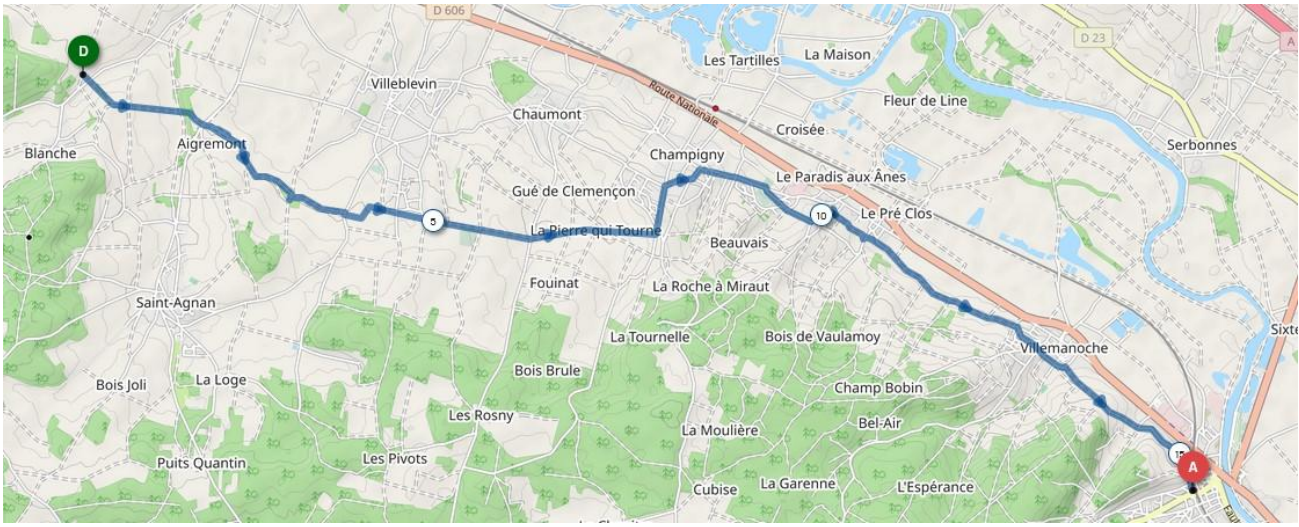 D 606
D
D 23
A
Les Tartilles
La Maison
Villeblevin
Route Nationale
Fleur de Line
Chaumont
Croisée
Aigremont
Serbonnes
Blanche
Champigny
Le Paradis aux Ânes
Gué de Clemençon
5
10
Le Pré Clos
La Pierre qui Tourne
Beauvais
Fouinat
La Roche à Miraut
Saint-Agnan
Sixte
La Tournelle
Bois de Vaulamoy
Villemanoche
Bois Brule
Bois Joli
La Loge
Champ Bobin
Les Rosny
Bel-Air
La Moulière
15
Puits Quantin
Les Pivots
A
Cubise
La Garenne
L'Espérance